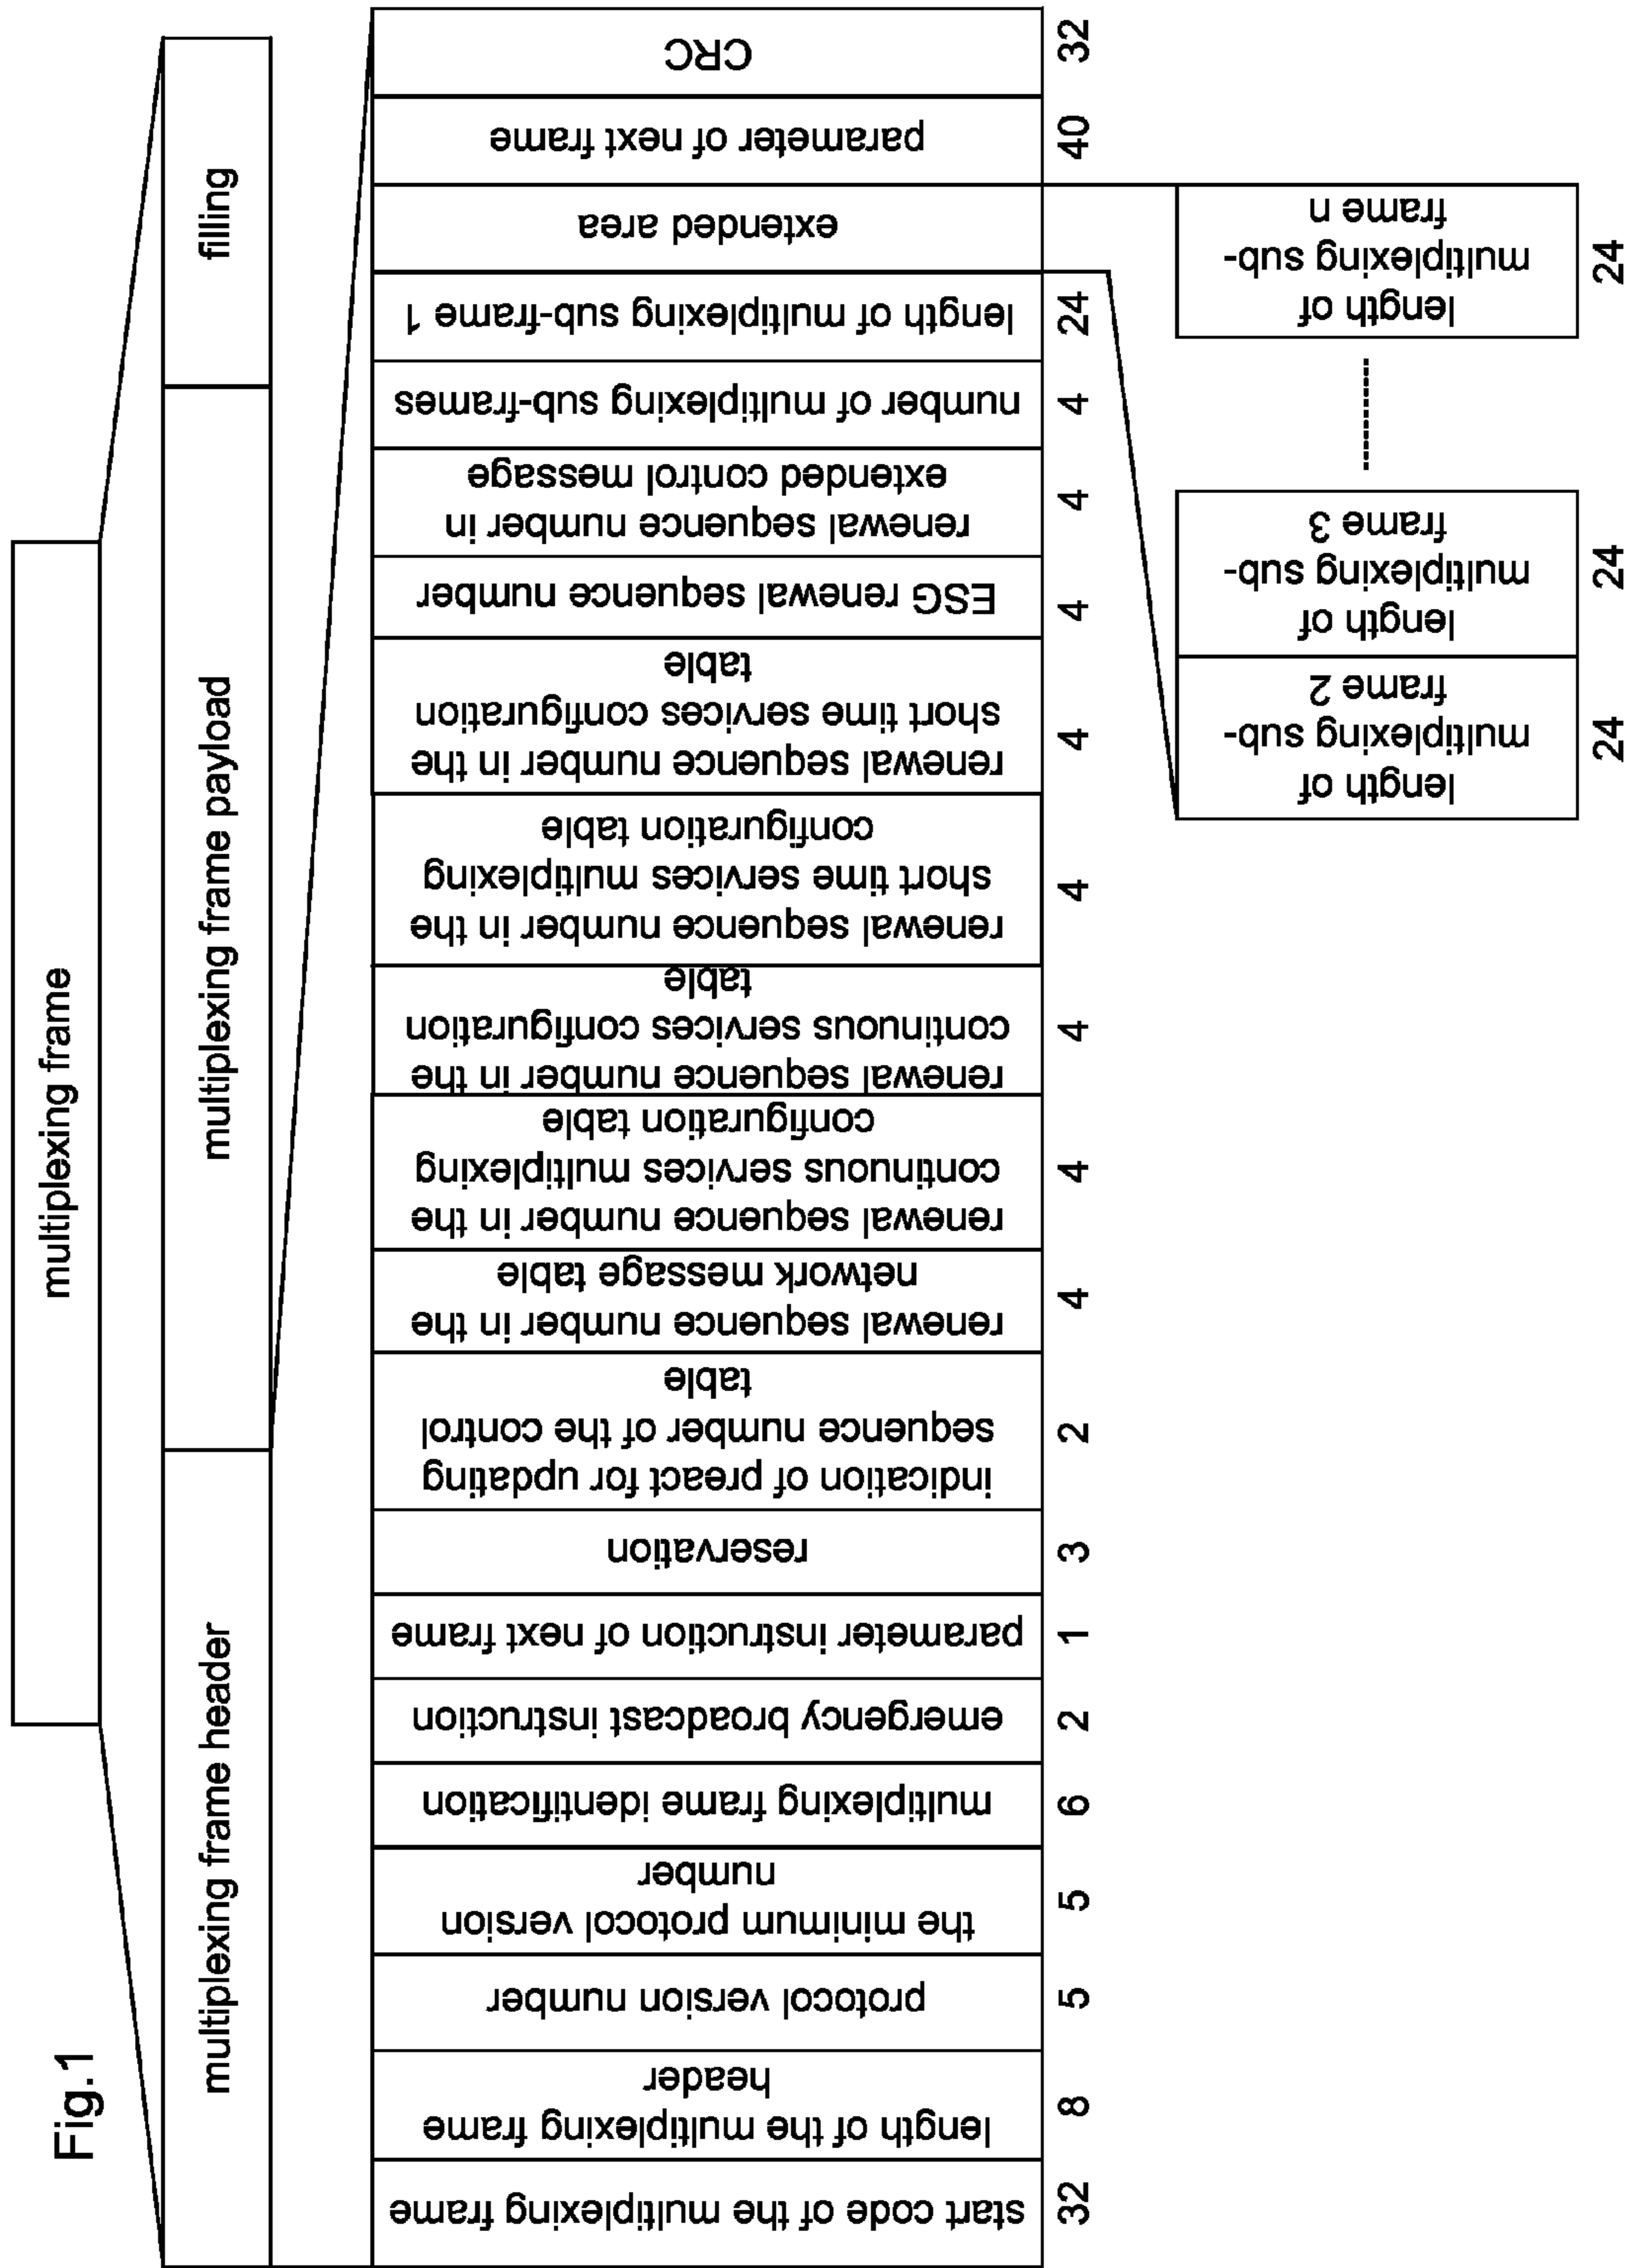 Fig.1
multiplexing frame
multiplexing frame header
multiplexing frame payload
filling
start code of the multiplexing frame
32
length of the multiplexing frame
header
8
protocol version number
5
the minimum protocol version
number
5
multiplexing frame identification
6
emergency broadcast instruction
2
parameter instruction of next frame
1
reservation
3
indication of preact for updating
sequence number of the control
table
2
renewal sequence number in the
network message table
4
renewal sequence number in the
continuous services multiplexing
configuration table
4
renewal sequence number in the
continuous services configuration
table
4
renewal sequence number in the
short time services multiplexing
configuration table
4
renewal sequence number in the
short time services configuration
table
4
ESG renewal sequence number
4
renewal sequence number in
extended control message
4
number of multiplexing sub-frames
4
length of multiplexing sub-frame 1
24
extended area
parameter of next frame
40
CRC
32
length of
multiplexing sub-
frame 2
24
length of
multiplexing sub-
frame 3
24
length of
multiplexing sub-
frame n
24